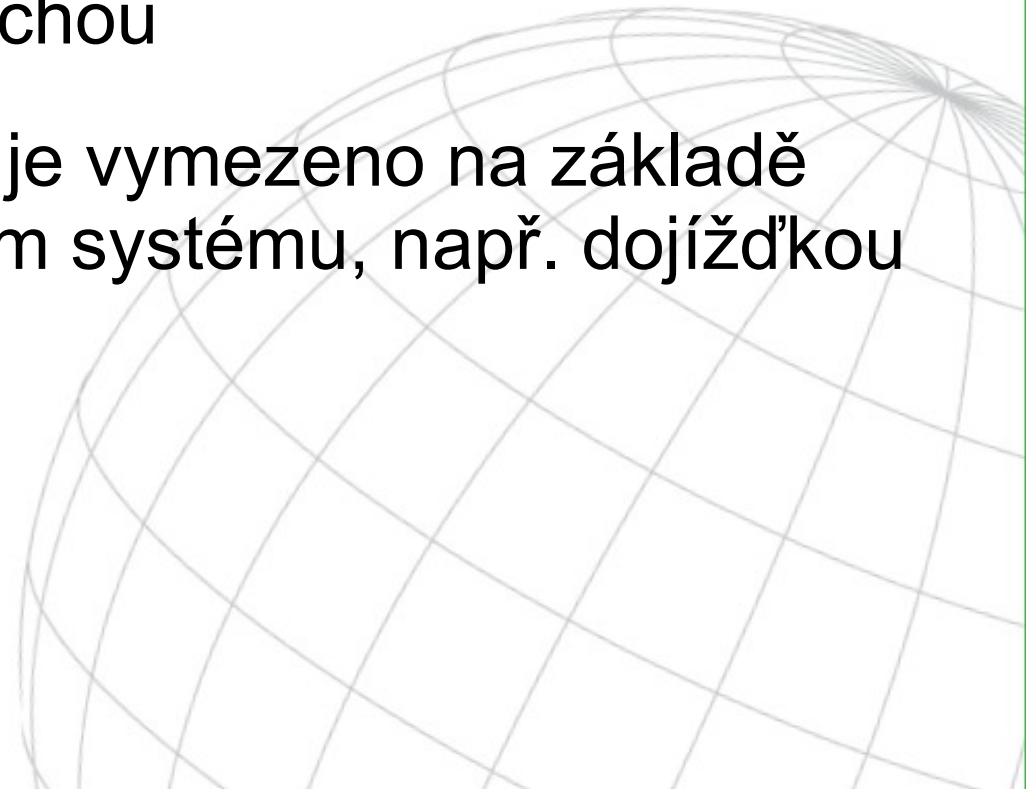 chou
je vymezeno na základě
m systému, např. dojížďkou